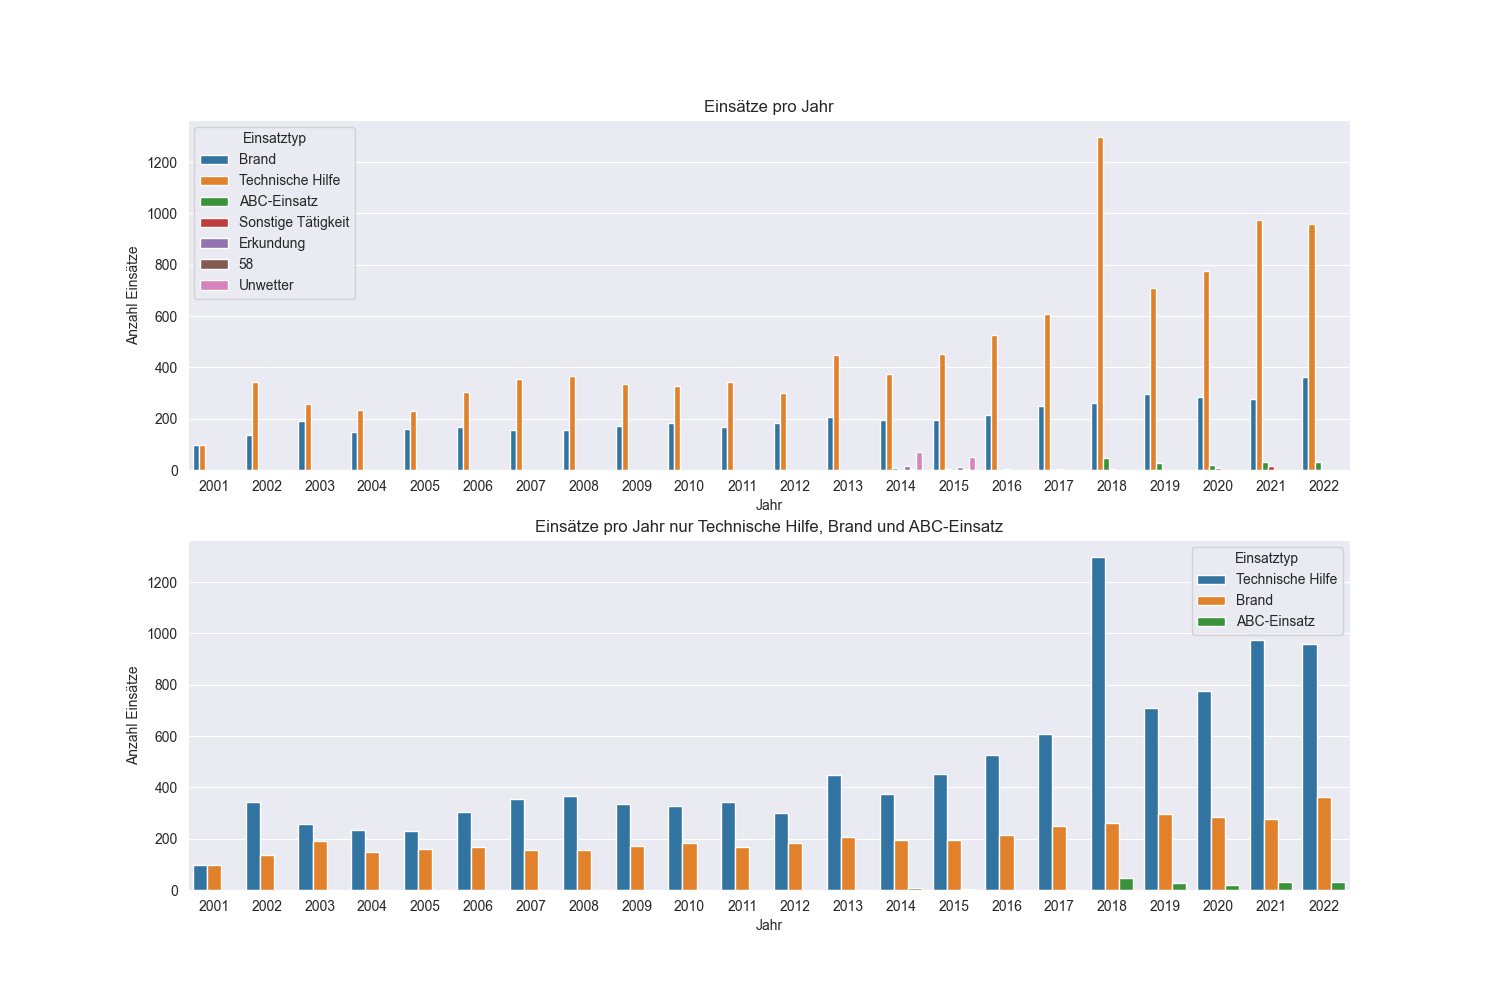 Einsätze pro Jahr
Einsatztyp
Brand
Technische Hilfe
ABC-Einsatz
Sonstige Tätigkeit
Erkundung
58
Unwetter
Anzahl Einsätze
1200
1000
800
600
400
200
0
2001 2002 2003 2004 2005 2006 2007 2008 2009 2010 2011 2012 2013 2014 2015 2016 2017 2018 2019 2020 2021 2022
Jahr
Einsätze pro Jahr nur Technische Hilfe, Brand und ABC-Einsatz
Einsatztyp
Technische Hilfe
Brand
ABC-Einsatz
Anzahl Einsätze
1200
1000
800
600
400
200
0
2001 2002 2003 2004 2005 2006 2007 2008 2009 2010 2011 2012 2013 2014 2015 2016 2017 2018 2019 2020 2021 2022
Jahr